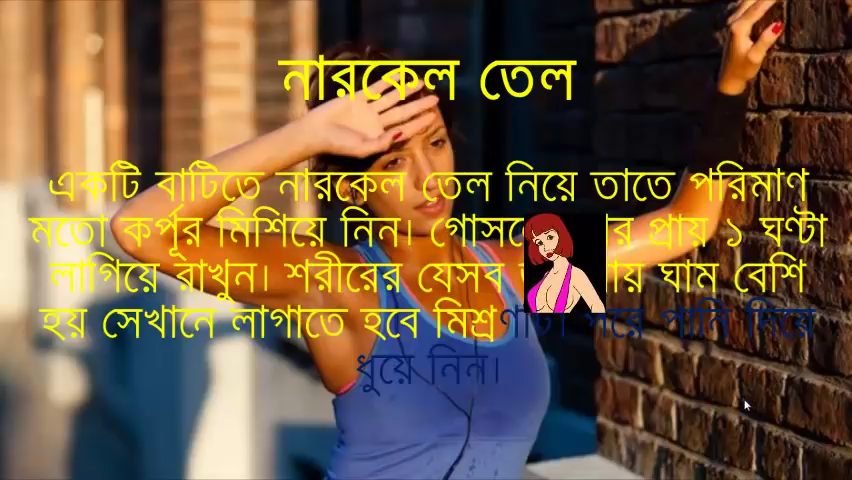 নারকেল তেল
একটি বাটিতে নারকেল তেল নিয়ে তাতে পরিমাণ
মতো কর্পূর মিশিয়ে নিন। প্রায় ১ ঘণ্টা
লাগিয়ে রাখুন। শরীরের যেসব ঘাম বেশি
হয় সেখানে লাগাতে হবে মিশ্রণটি। পরে পানি দিয়ে
ধুয়ে নিন।